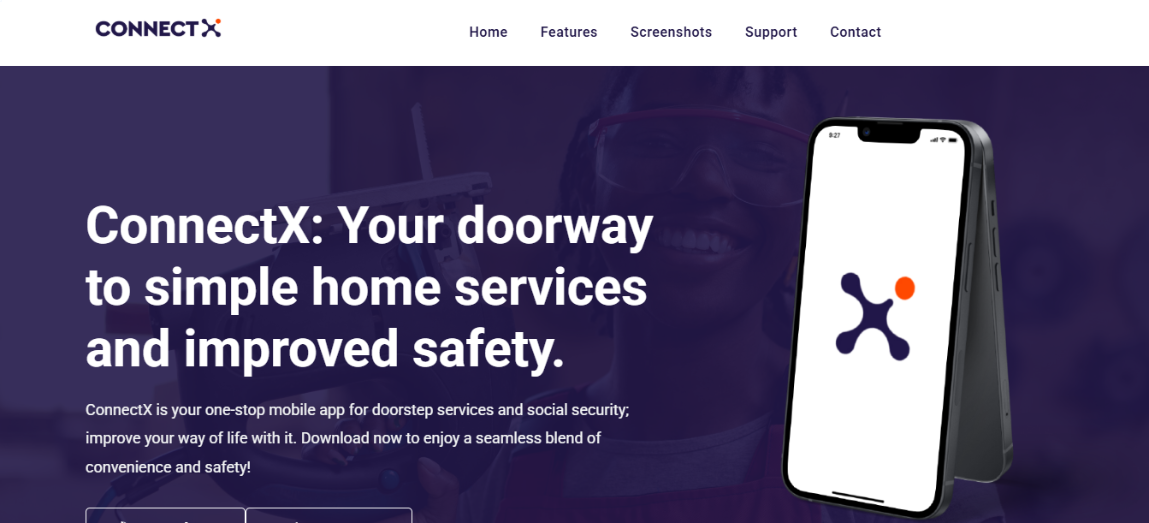 CONNECTX
Home Features Screenshots Support Contact
8:27
ConnectX: Your doorway
to simple home services
and improved safety.
ConnectX is your one-stop mobile app for doorstep services and social security;
improve your way of life with it. Download now to enjoy a seamless blend of
convenience and safety!